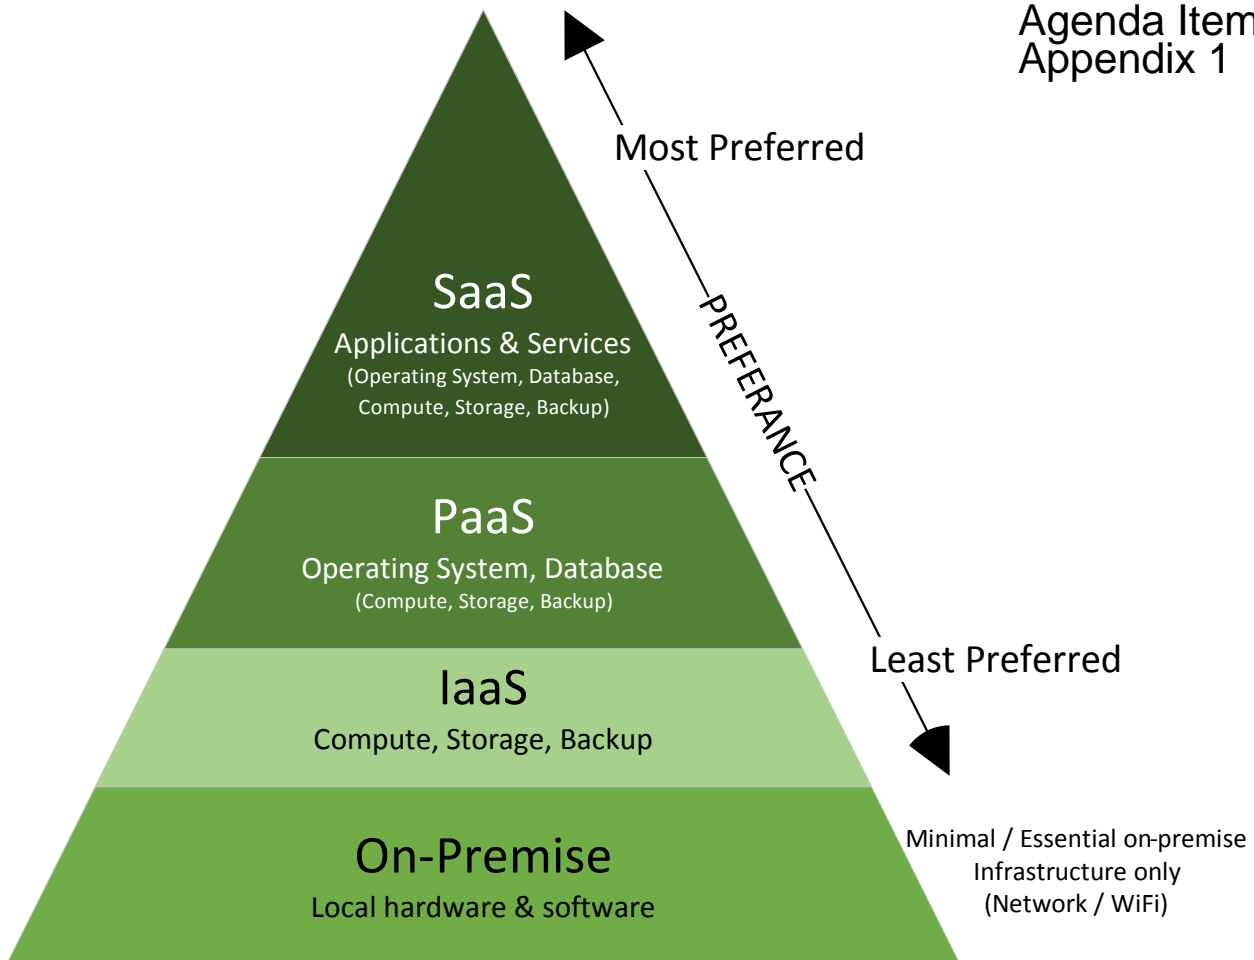 Agenda Item
Appendix 1
Most Preferred
SaaS
Applications & Services
(Operating System, Database,
Compute, Storage, Backup)
PREFERANCE
PaaS
Operating System, Database
(Compute, Storage, Backup)
Least Preferred
IaaS
Compute, Storage, Backup
On-Premise
Local hardware & software
Minimal / Essential on-premise
Infrastructure only
(Network / WiFi)